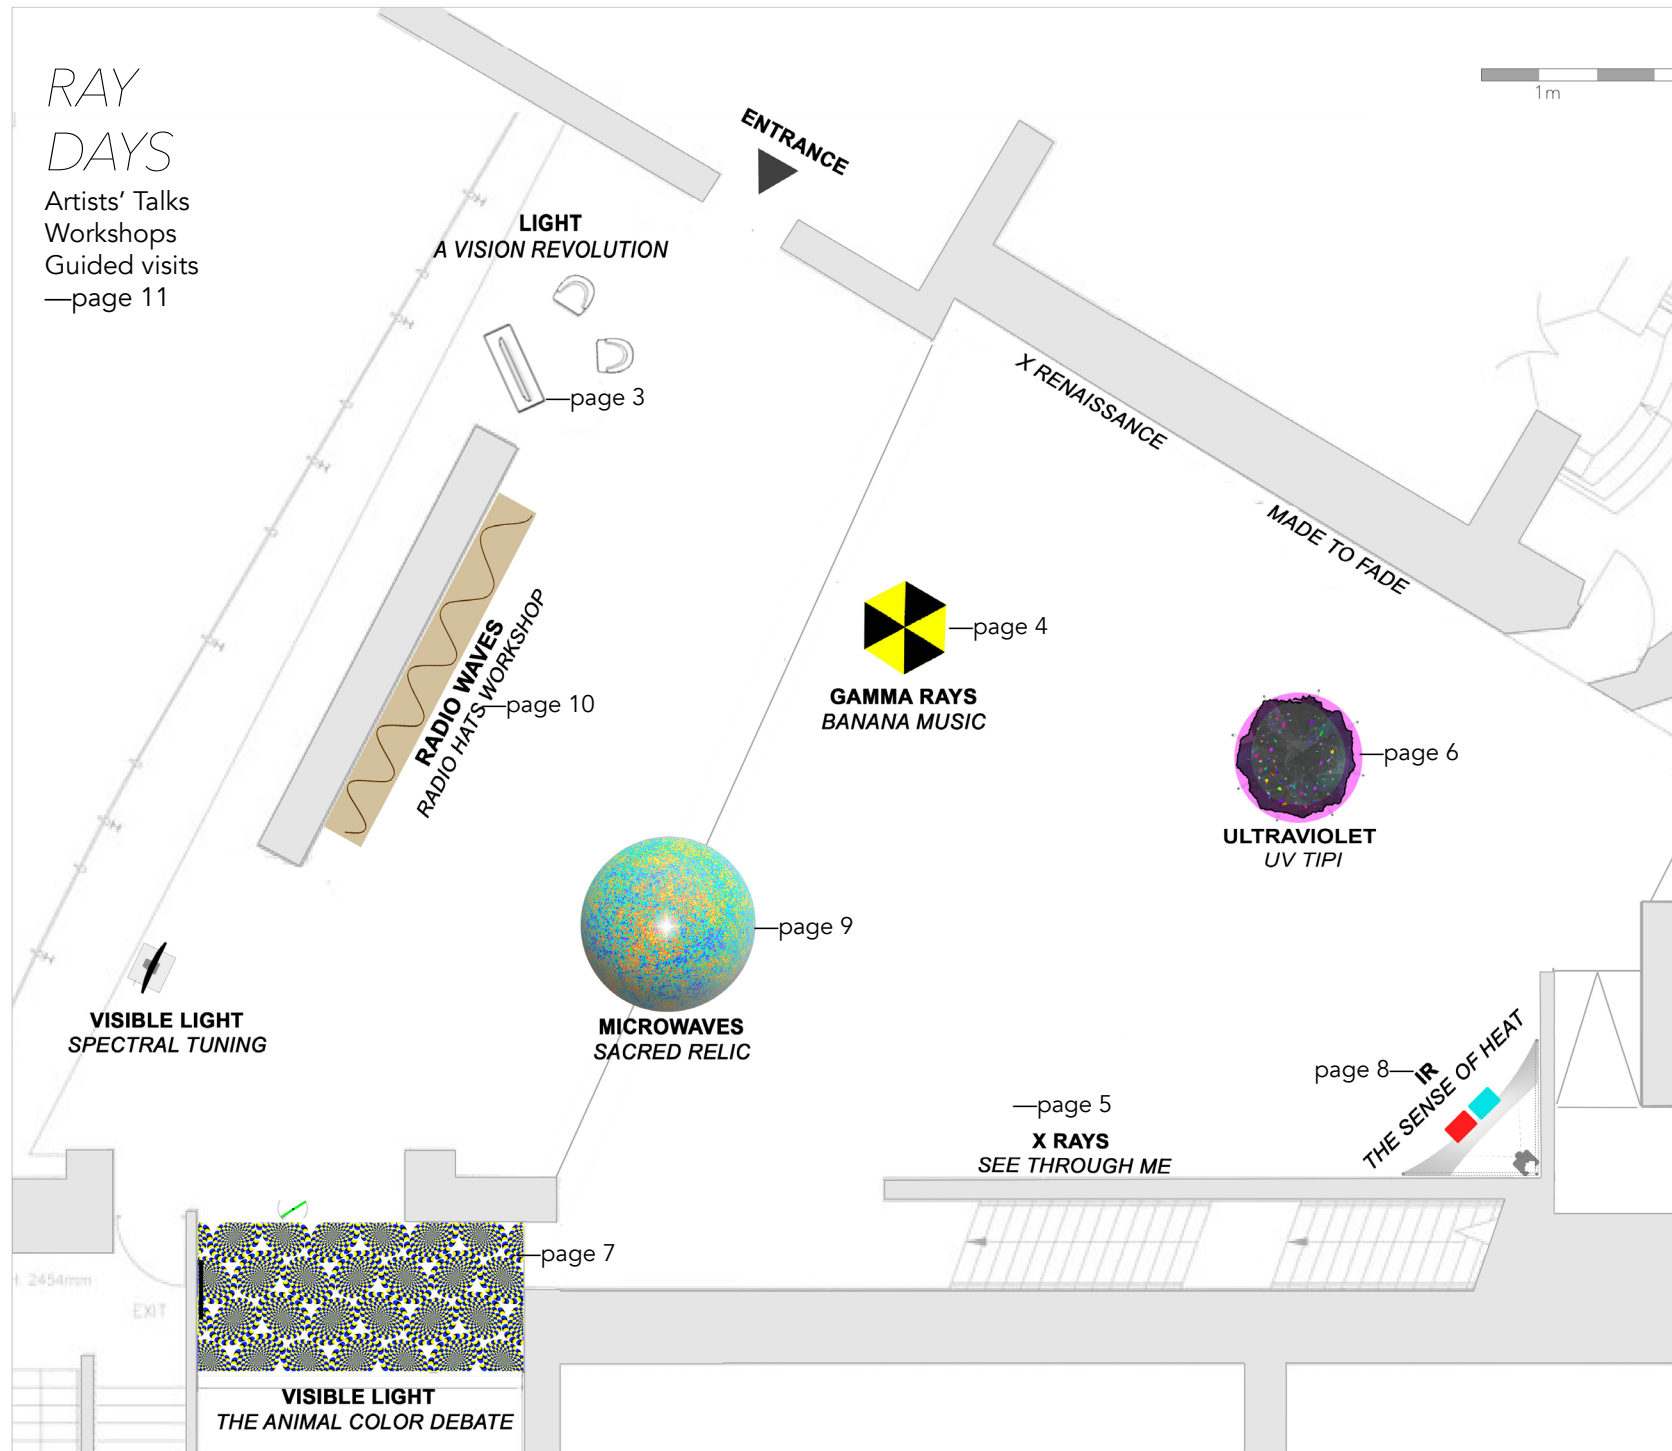 RAY
DAYS
Artists’ Talks
Workshops
Guided visits
—page 11
1m
ENTRANCE
LIGHT
A VISION REVOLUTION
—page 3
X RENAISSANCE
MADE TO FADE
RADIO WAVES
RADIO HATS WORKSHOP
—page 10
—page 4
GAMMA RAYS
BANANA MUSIC
—page 6
ULTRAVIOLET
UV TIPI
—page 9
MICROWAVES
SACRED RELIC
VISIBLE LIGHT
SPECTRAL TUNING
page 8—IR
THE SENSE OF HEAT
—page 5
X RAYS
SEE THROUGH ME
—page 7
H: 2454mm
EXIT
VISIBLE LIGHT
THE ANIMAL COLOR DEBATE